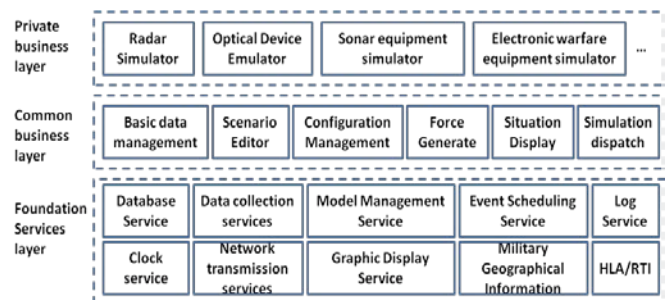 Private
business
layer
Radar
Simulator
Optical Device
Emulator
Sonar equipment
simulator
Electronic warfare
equipment simulator
...
Common
business
layer
Basic data
management
Scenario
Editor
Configuration
Management
Force
Generate
Situation
Display
Simulation
dispatch
Foundation
Services
layer
Database
Service
Data collection
services
Model Management
Service
Event Scheduling
Service
Log
Service
Clock
service
Network
transmission
services
Graphic Display
Service
Military
Geographical
Information
HLA/RTI